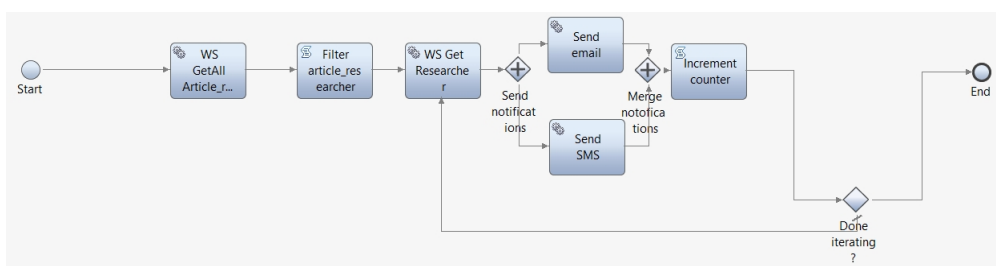 Start
WS
GetAll
Article_r...
Filter
article_res
earcher
WS Get
Researche
r
Send
notificat
ions
Send
email
Send
SMS
Merge
notofica
tions
Increment
counter
Done
iterating
?
End